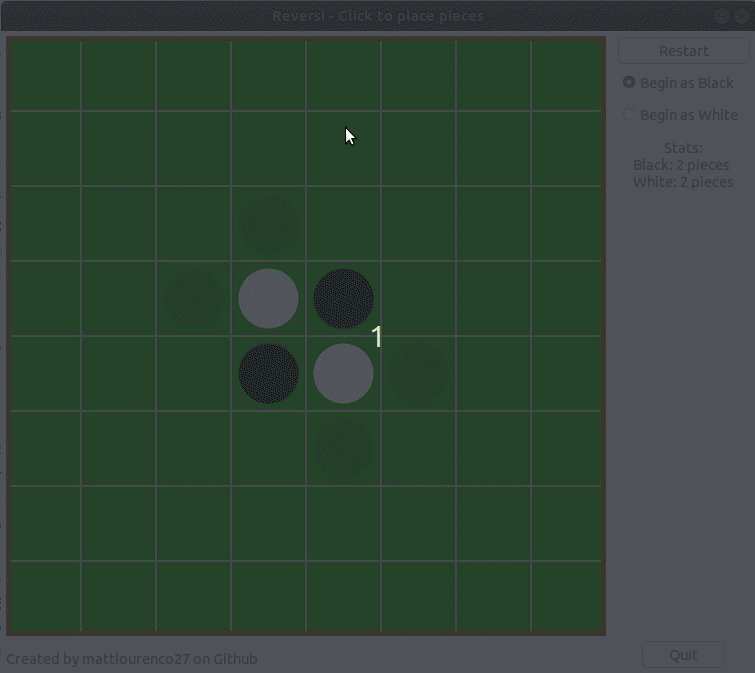 Reversi - Click to place pieces
Restart
Begin as Black
Begin as White
Stats:
Black: 2 pieces
White: 2 pieces
1
Created by mattlourenco27 on Github
Quit